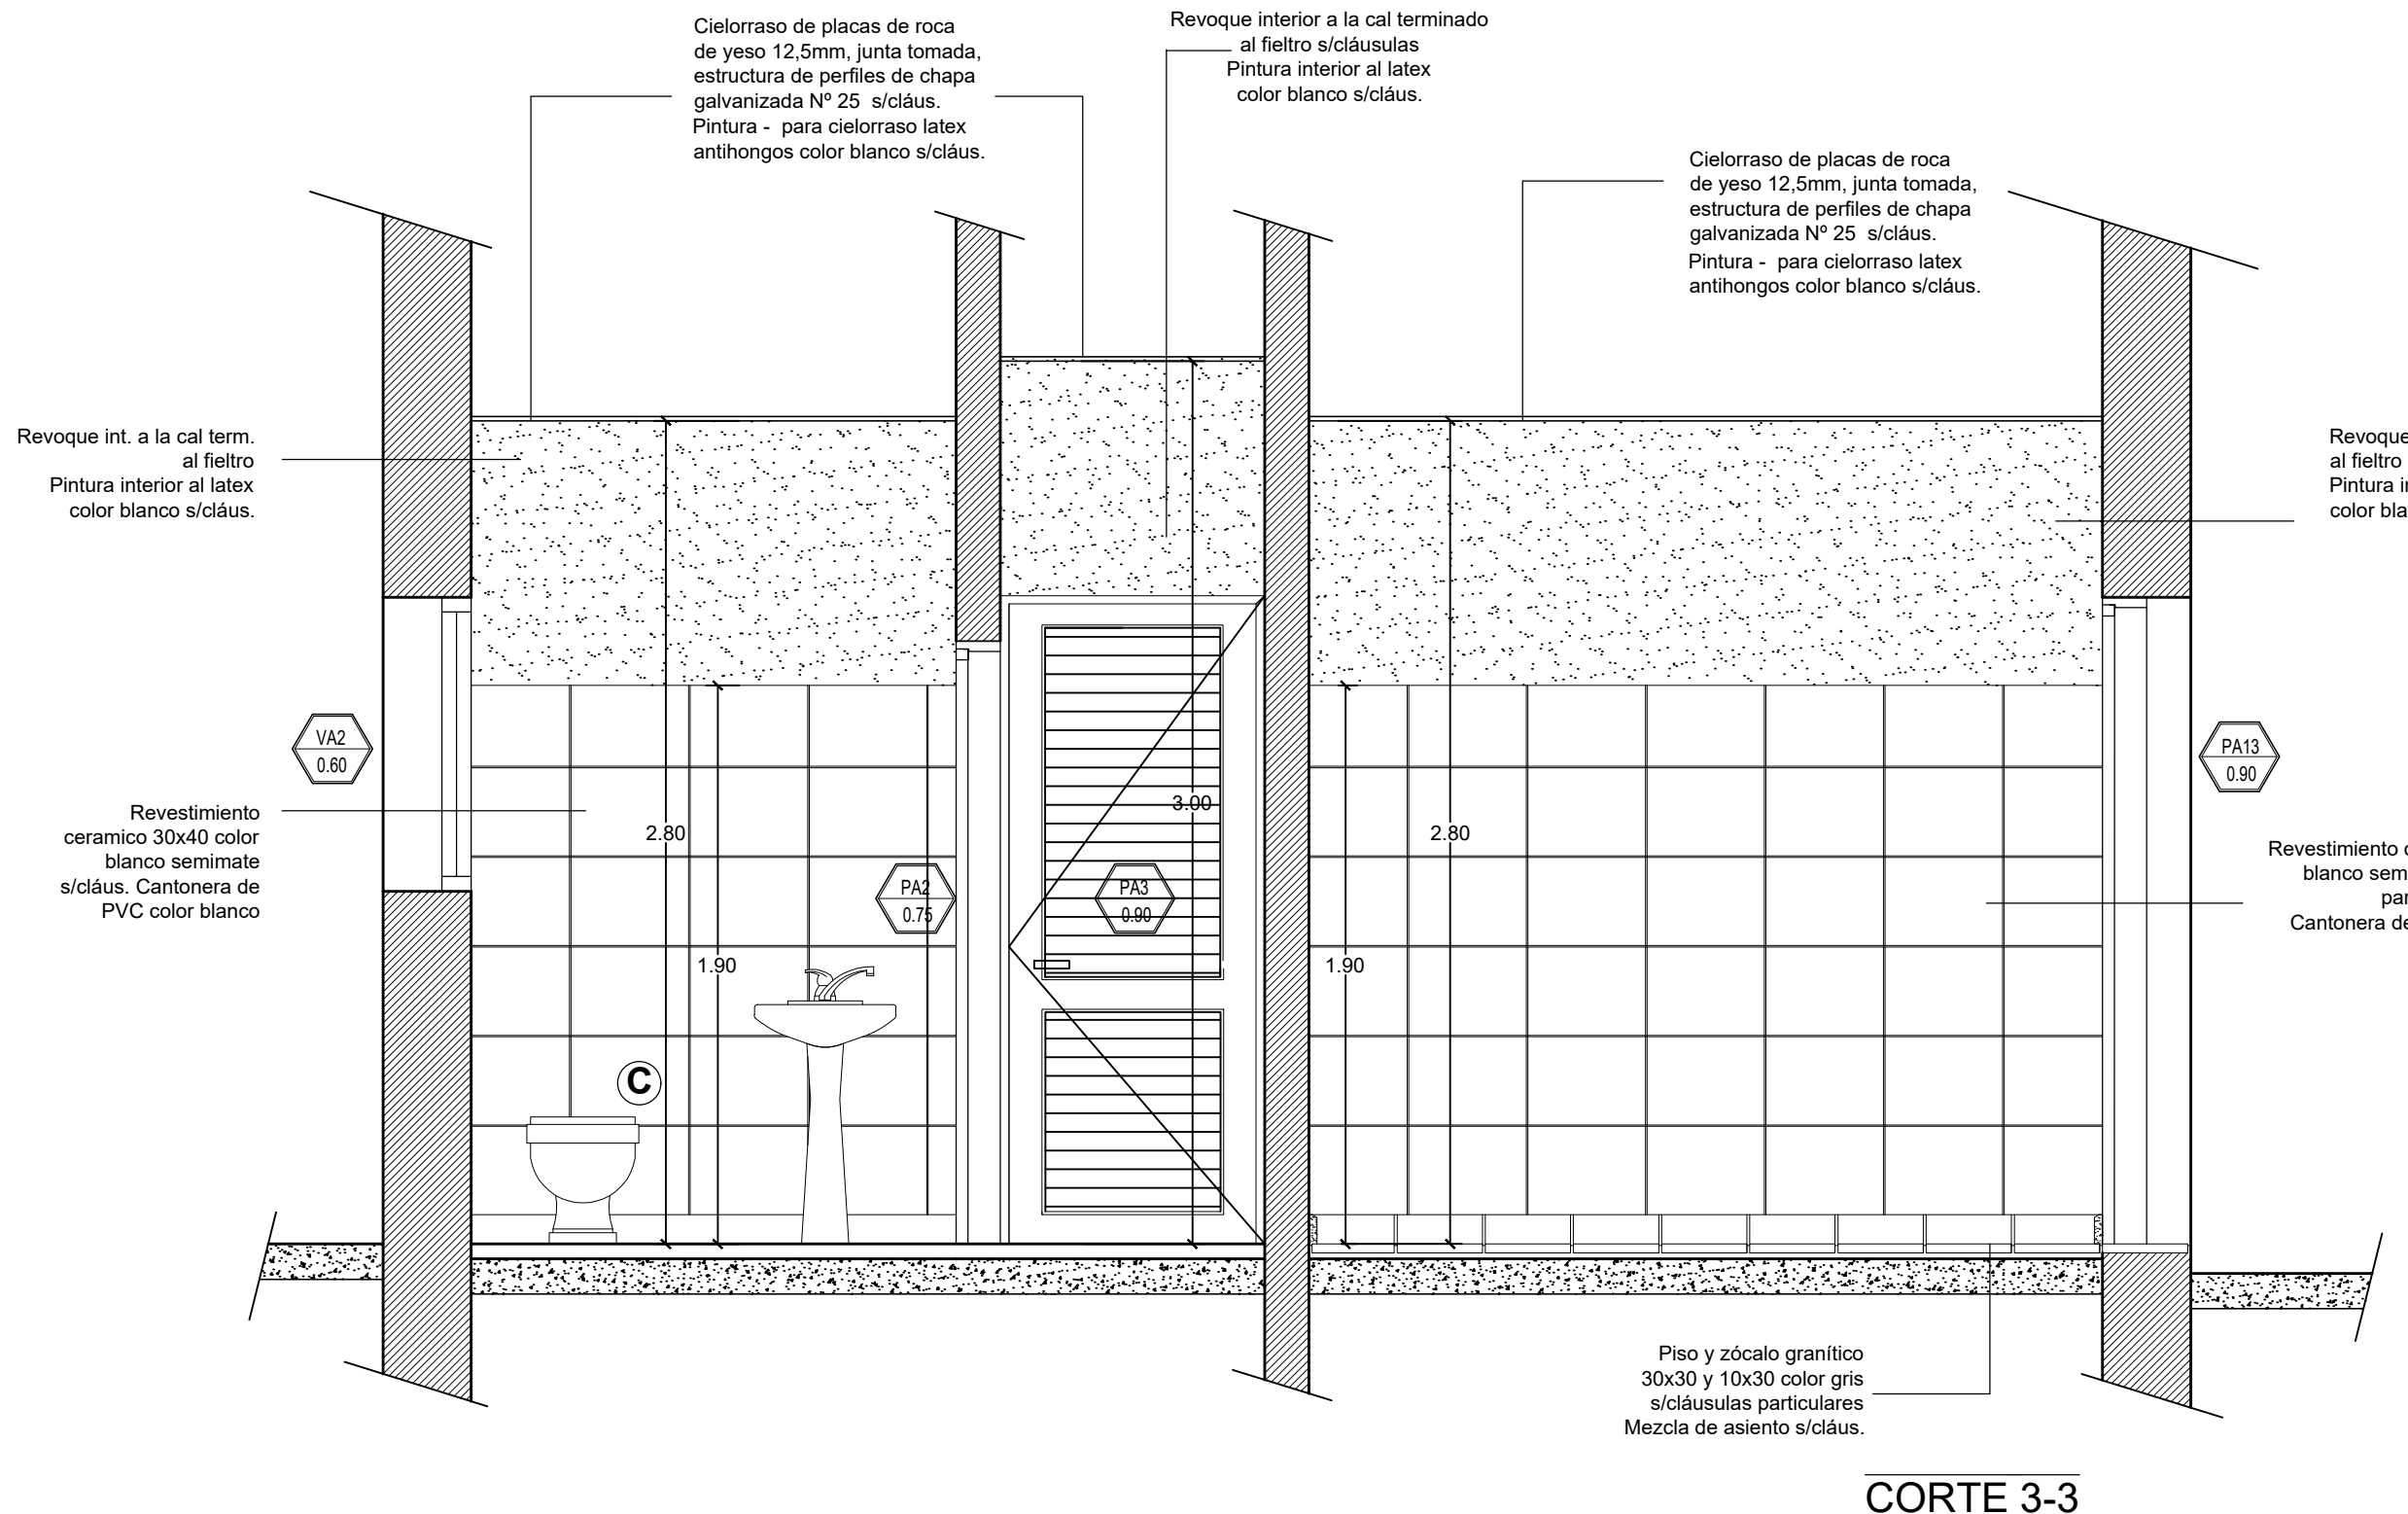 Cielorraso de placas de roca
de yeso 12,5mm, junta tomada,
estructura de perfiles de chapa
galvanizada Nº 25 s/cláus.
Pintura - para cielorraso latex
antihongos color blanco s/cláus.
Revoque interior a la cal terminado
al fieltro s/cláusulas
Pintura interior al latex
color blanco s/cláus.
Cielorraso de placas de roca
de yeso 12,5mm, junta tomada,
estructura de perfiles de chapa
galvanizada Nº 25 s/cláus.
Pintura - para cielorraso latex
antihongos color blanco s/cláus.
Revoque int. a la cal term.
al fieltro
Pintura interior al latex
color blanco s/cláus.
Revoque
al fieltro
Pintura
color
VA2
0.60
Revestimiento
ceramico 30x40 color
blanco semimate
s/cláus. Cantonera de
PVC color blanco
2.80
1.90
PA2
0.75
3.00
PA3
0.90
2.80
1.90
PA13
0.90
Revestimiento
blanco
Cantonera
C
Piso y zócalo granítico
30x30 y 10x30 color gris
s/cláusulas particulares
Mezcla de asiento s/cláus.
CORTE 3-3